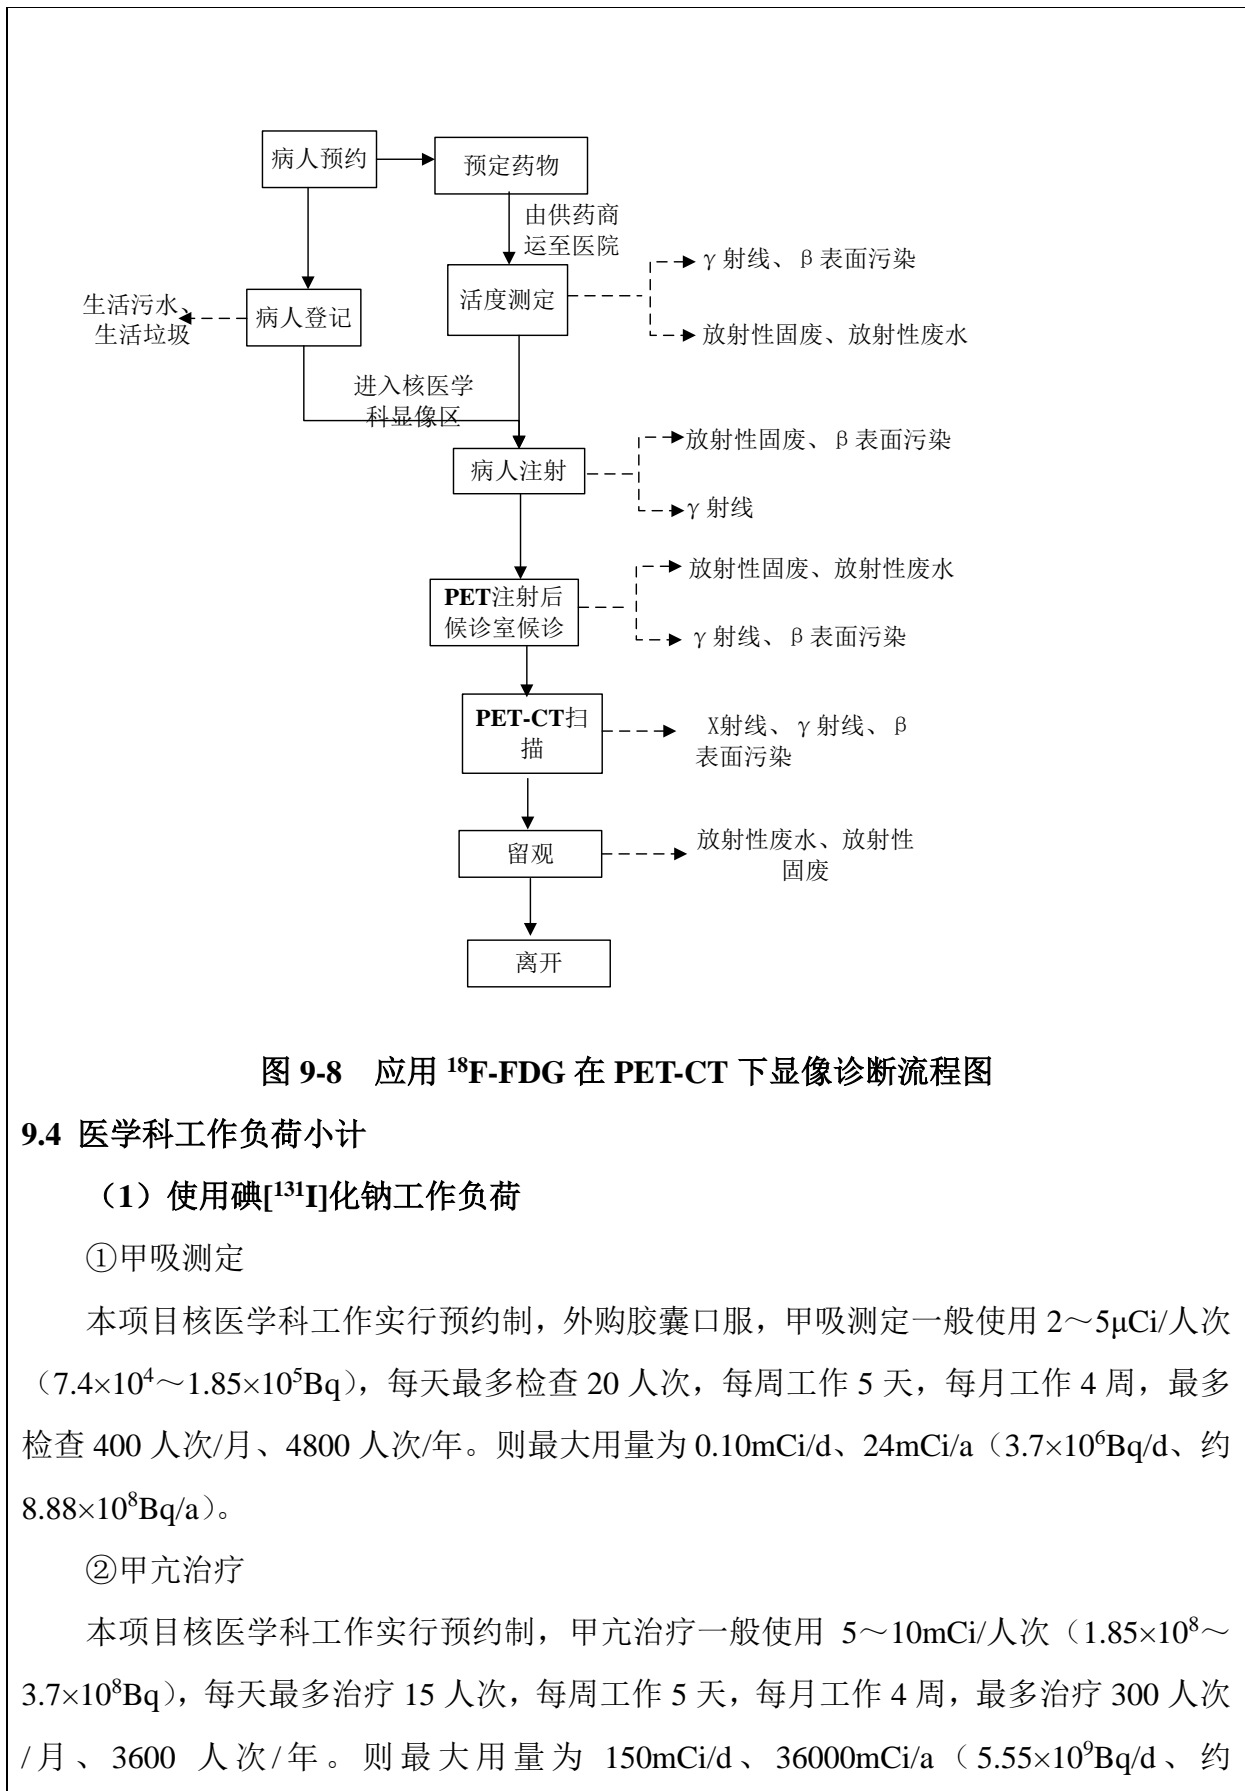 病人预约
预定药物
由供药商
运至医院
γ 射线、β 表面污染
活度测定
生活污水、
生活垃圾
病人登记
放射性固废、放射性废水
进入核医学
科显像区
放射性固废、β 表面污染
病人注射
γ 射线
放射性固废、放射性废水
PET注射后
候诊室候诊
γ 射线、β 表面污染
PET-CT扫
描
X射线、γ 射线、β
表面污染
留观
放射性废水、放射性
固废
离开
图 9-8 应用 ¹⁸F-FDG 在 PET-CT 下显像诊断流程图
9.4 医学科工作负荷小计
（1）使用碘[¹³¹I]化钠工作负荷
①甲吸测定
本项目核医学科工作实行预约制，外购胶囊口服，甲吸测定一般使用 2～5μCi/人次
（7.4×10⁴～1.85×10⁵Bq），每天最多检查 20 人次，每周工作 5 天，每月工作 4 周，最多
检查 400 人次/月、4800 人次/年。则最大用量为 0.10mCi/d、24mCi/a（3.7×10⁶Bq/d、约
8.88×10⁸Bq/a）。
②甲亢治疗
本项目核医学科工作实行预约制，甲亢治疗一般使用 5～10mCi/人次（1.85×10⁸～
3.7×10⁸Bq），每天最多治疗 15 人次，每周工作 5 天，每月工作 4 周，最多治疗 300 人次
/月、3600 人次/年。则最大用量为 150mCi/d、36000mCi/a（5.55×10⁹Bq/d、约